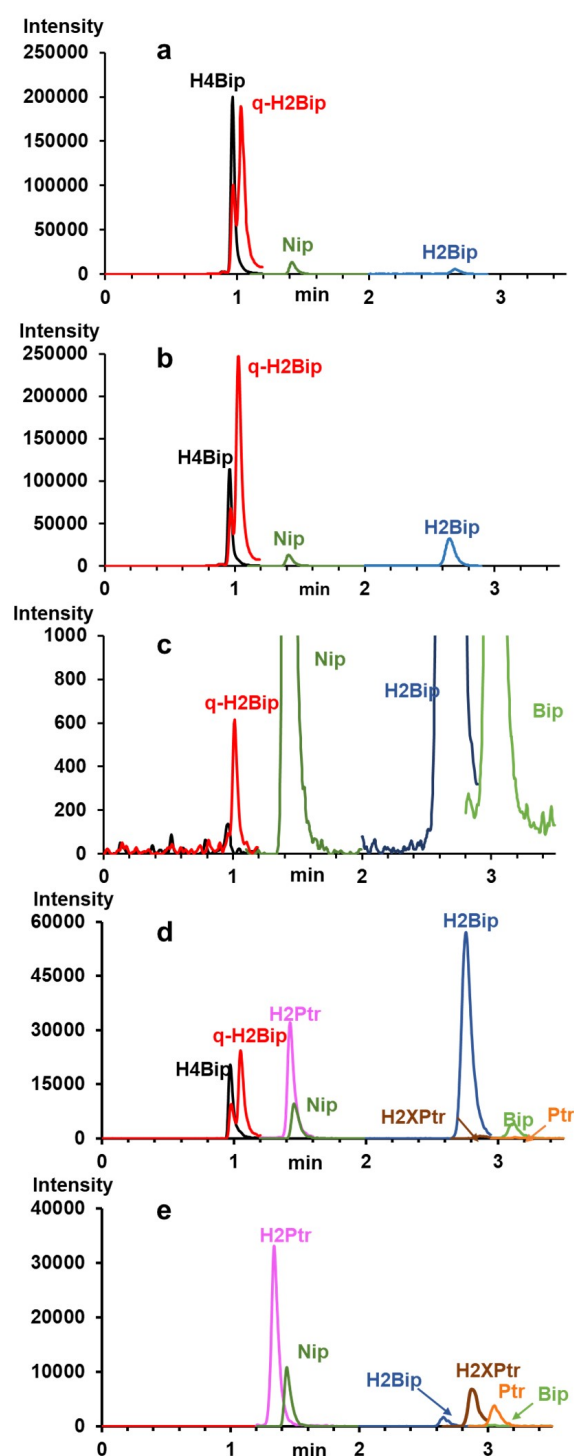 Intensity
a
250000
H4Bip
200000
q-H2Bip
150000
100000
50000
Nip
H2Bip
0
0 1 min 2 3
Intensity
b
250000
q-H2Bip
200000
150000
H4Bip
100000
50000
Nip
H2Bip
0
0 1 min 2 3
Intensity
c
1000
Nip
800
q-H2Bip
H2Bip
Bip
600
400
200
0
0 1 min 2 3
Intensity
d
60000
H2Bip
45000
H2Ptr
30000
q-H2Bip
H4Bip
15000
Nip
H2XPtr
Bip
Ptr
0
0 1 min 2 3
Intensity
e
40000
H2Ptr
30000
20000
Nip
H2Bip
H2XPtr
10000
Ptr
Bip
0
0 1 min 2 3